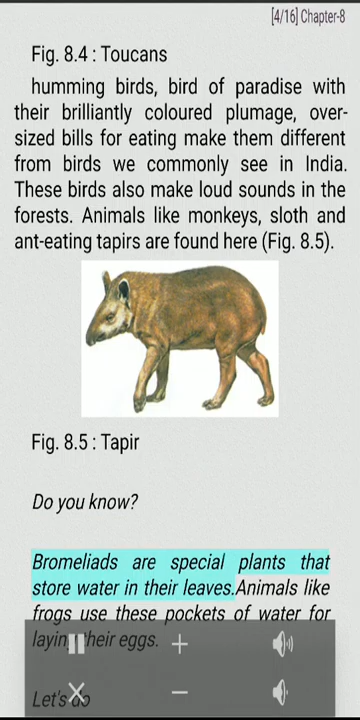 [4/16] Chapter-8
Fig. 8.4 : Toucans
humming birds, bird of paradise with
their brilliantly coloured plumage, over-
sized bills for eating make them different
from birds we commonly see in India.
These birds also make loud sounds in the
forests. Animals like monkeys, sloth and
ant-eating tapirs are found here (Fig. 8.5).
Fig. 8.5 : Tapir
Do you know?
Bromeliads are special plants that
store water in their leaves.Animals like
frogs use these pockets of water for
laying their eggs.
Let's do